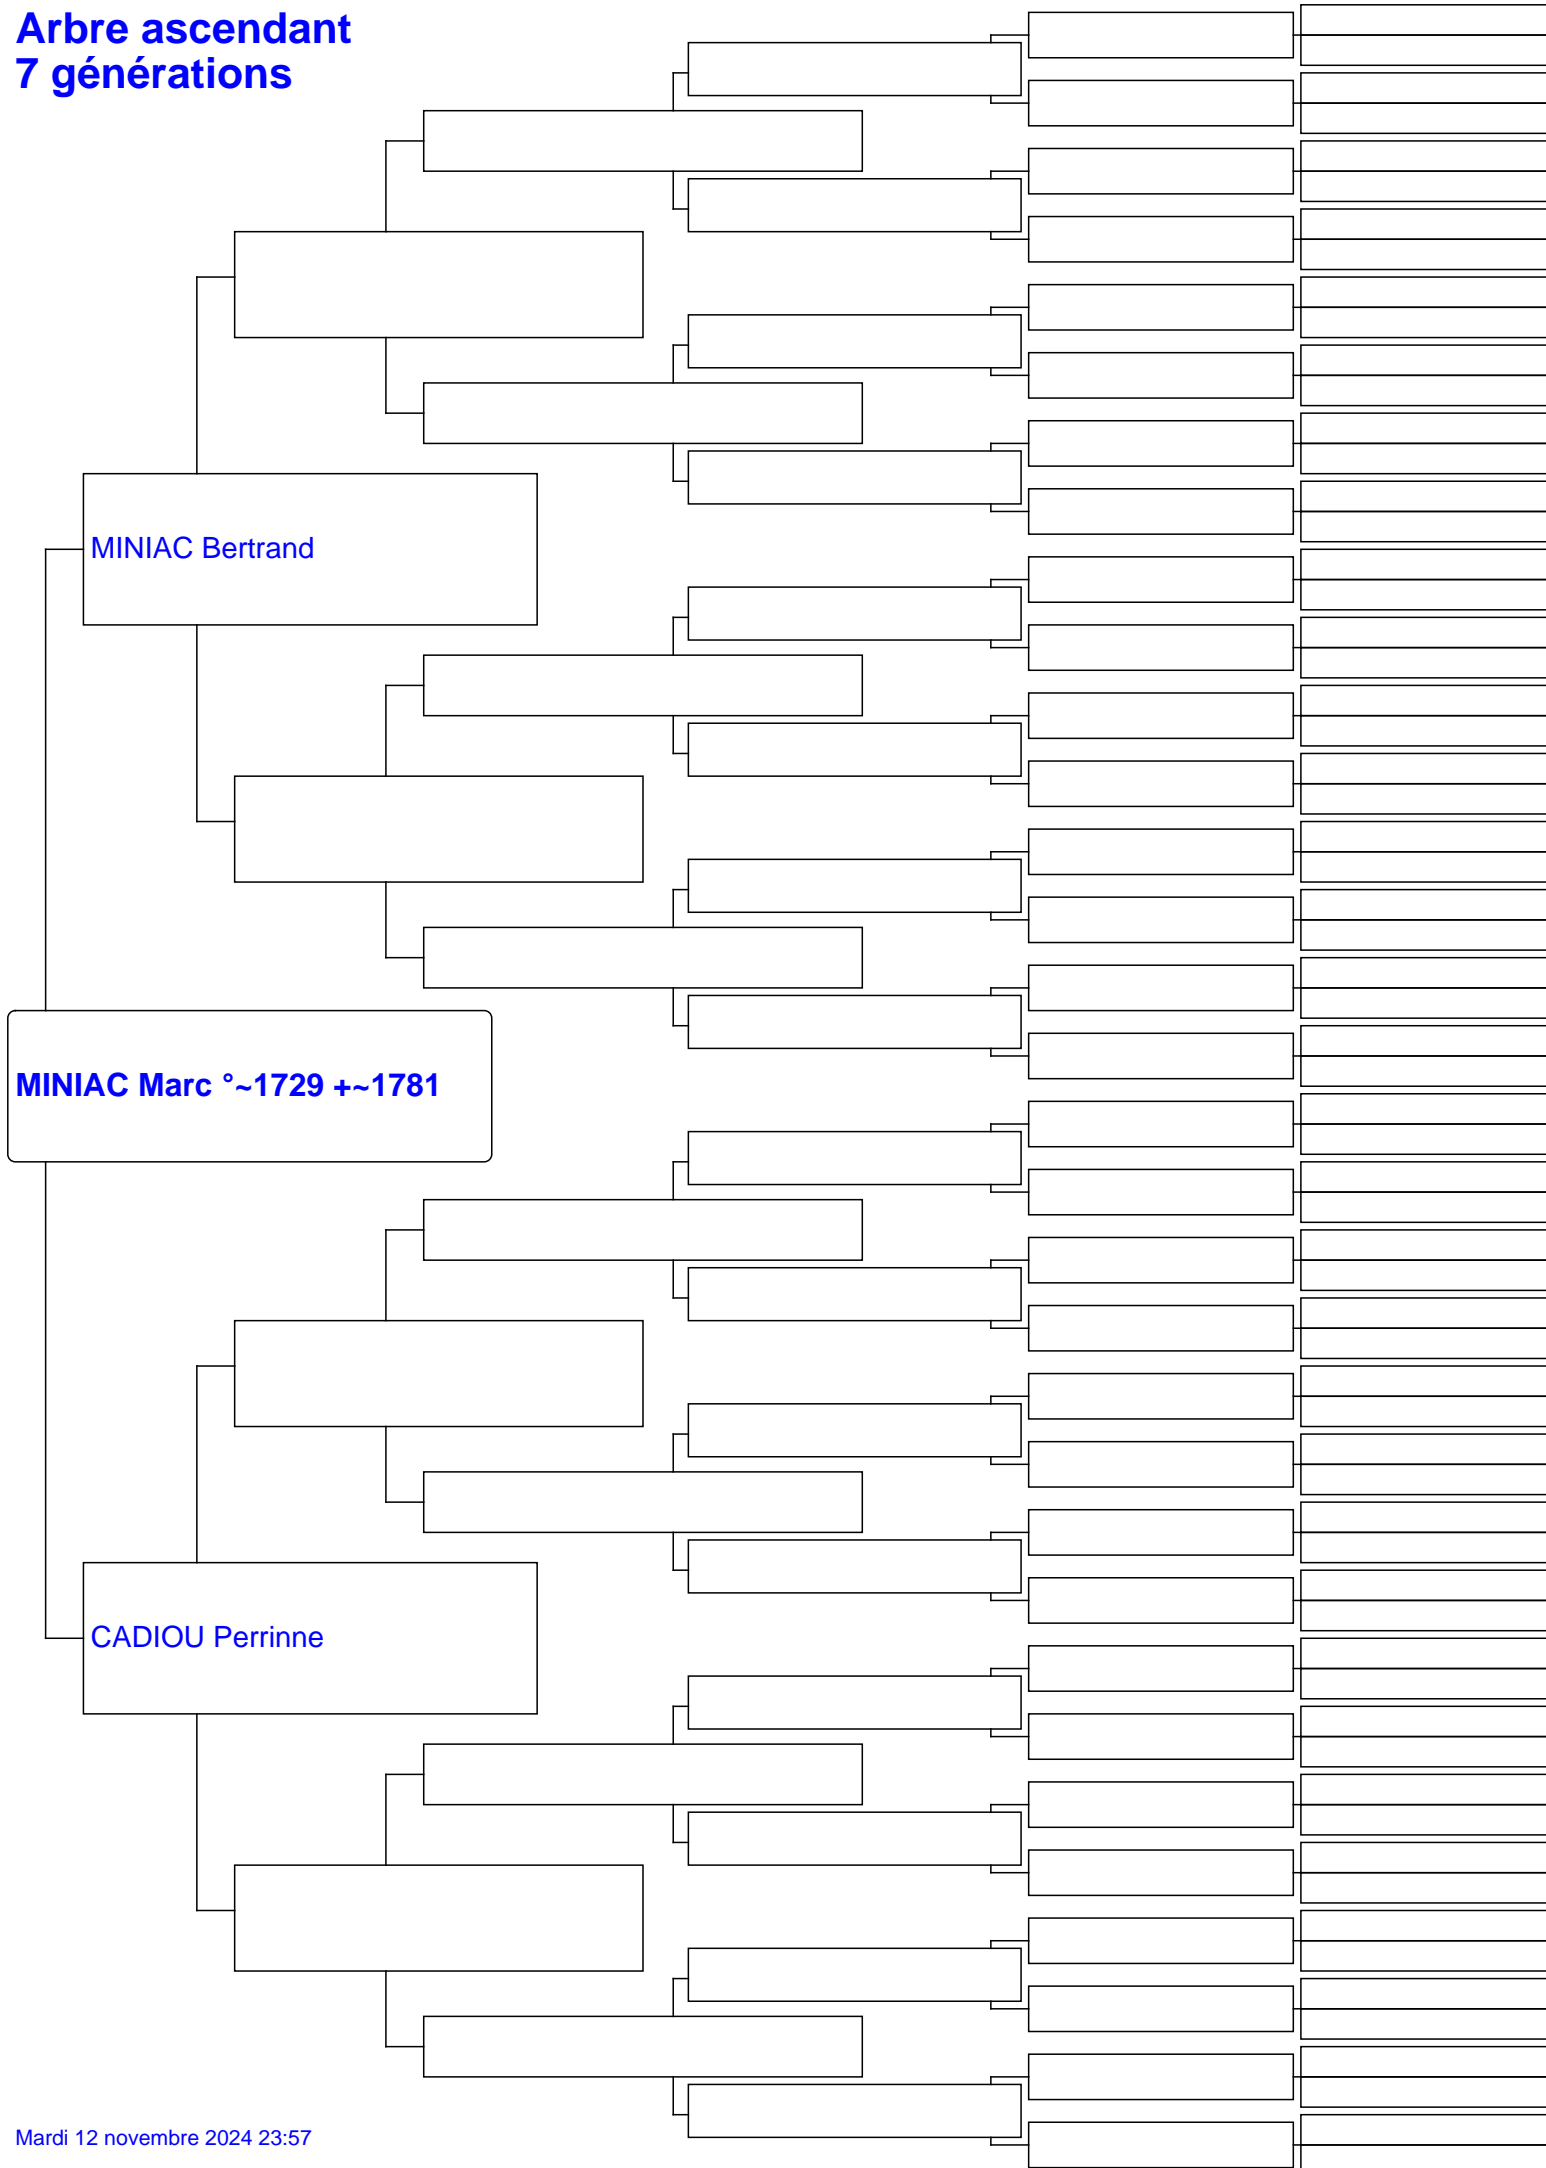 Arbre ascendant
7 générations
MINIAC Bertrand
MINIAC Marc °~1729 +~1781
CADIOU Perrinne
Mardi 12 novembre 2024 23:57